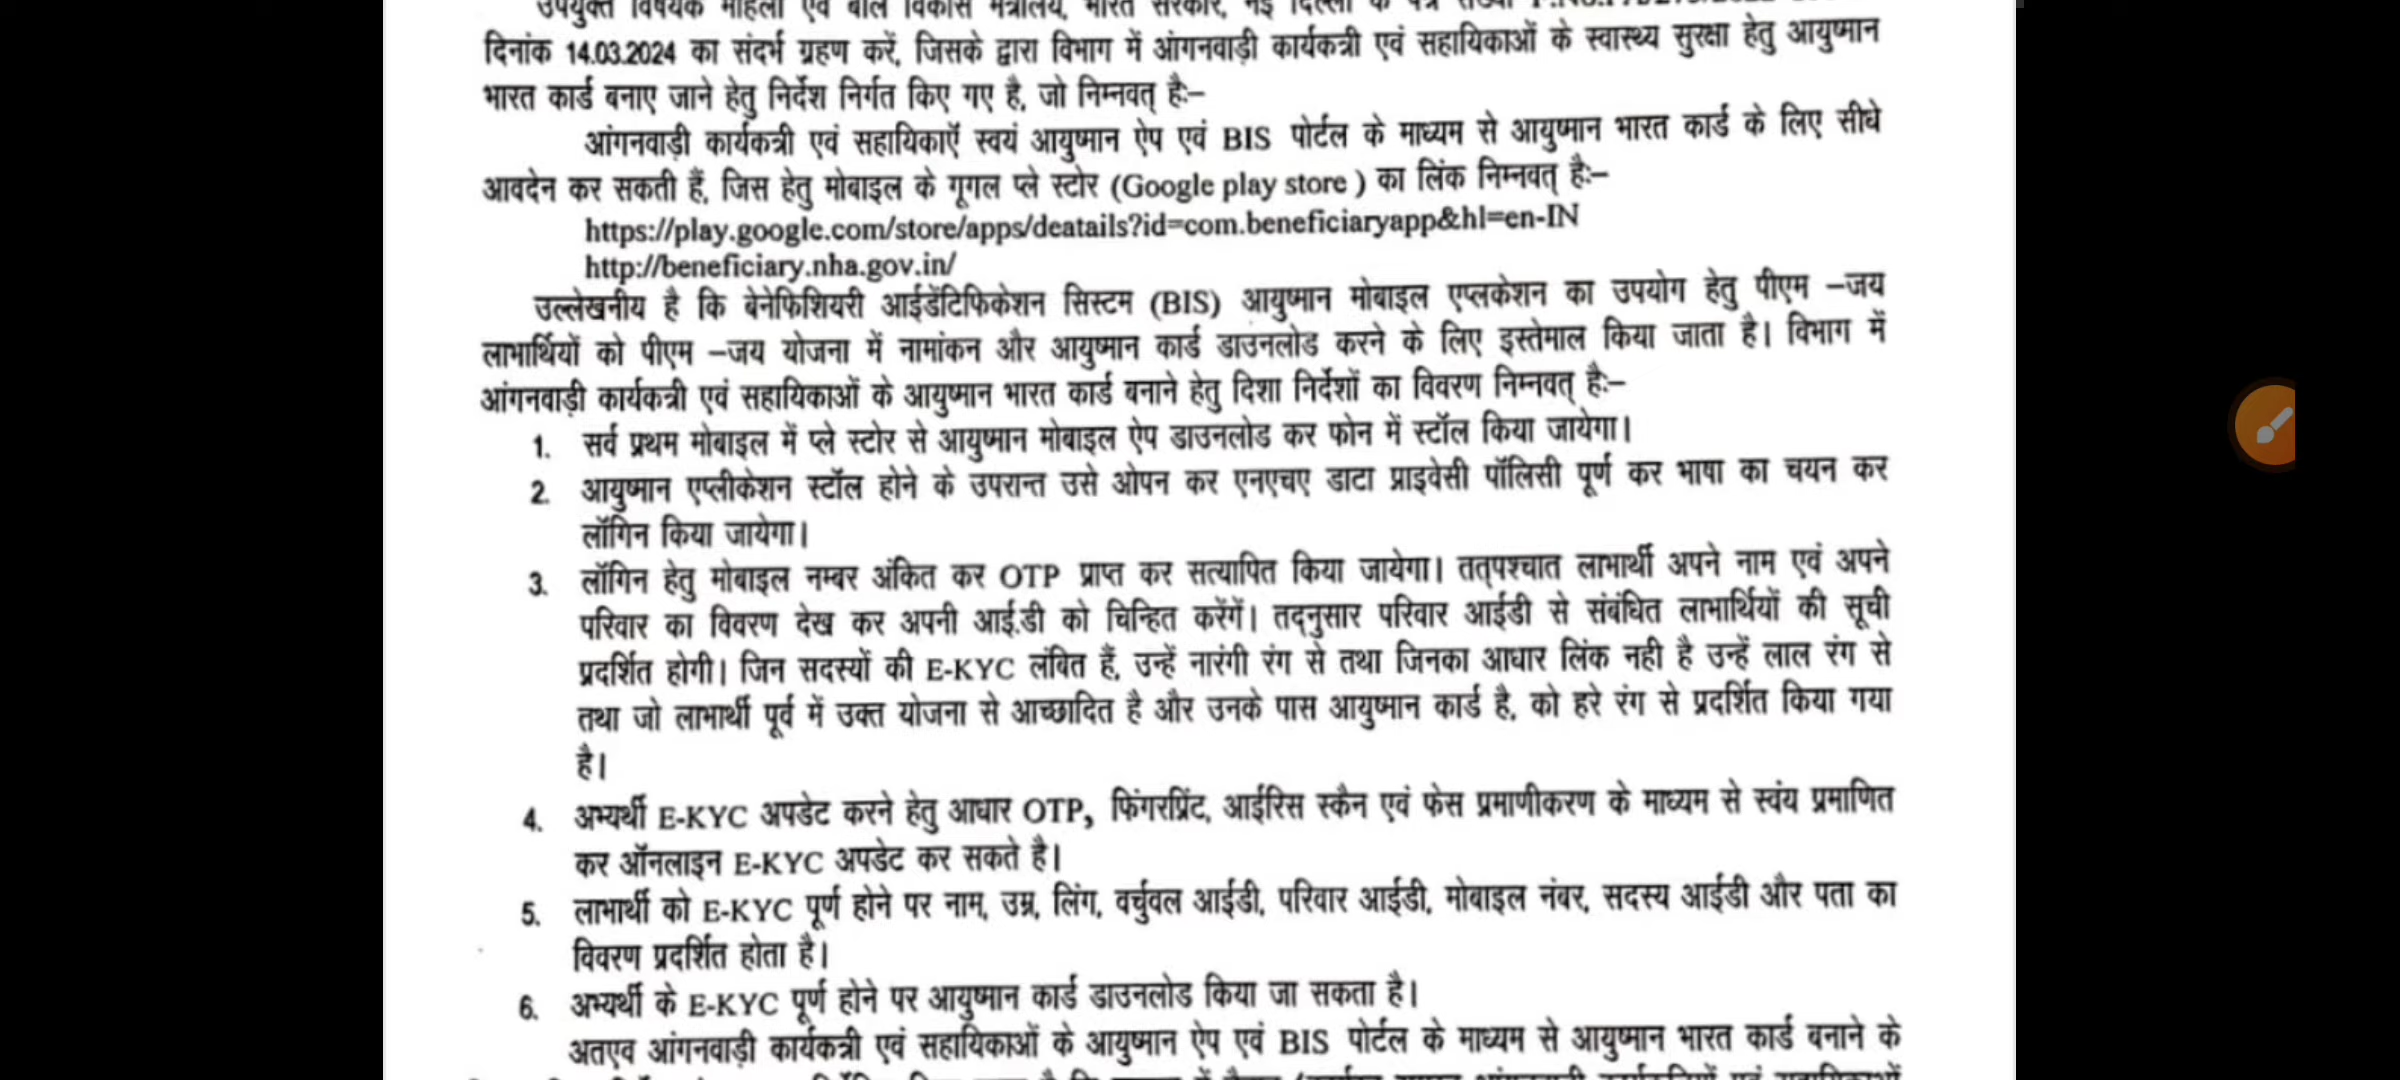 उपर्युक्त विषयक महिला एवं बाल विकास मंत्रालय, भारत सरकार, नई दिल्ली के पत्र संख्या
दिनांक 14.03.2024 का संदर्भ ग्रहण करें, जिसके द्वारा विभाग में आंगनवाड़ी कार्यकत्री एवं सहायिकाओं के स्वास्थ्य सुरक्षा हेतु आयुष्मान
भारत कार्ड बनाए जाने हेतु निर्देश निर्गत किए गए है, जो निम्नवत् है:–
आंगनवाड़ी कार्यकत्री एवं सहायिकाऍ स्वयं आयुष्मान ऐप एवं BIS पोर्टल के माध्यम से आयुष्मान भारत कार्ड के लिए सीधे
आवदेन कर सकती हैं, जिस हेतु मोबाइल के गूगल प्ले स्टोर (Google play store ) का लिंक निम्नवत् है:–
https://play.google.com/store/apps/deatails?id=com.beneficiaryapp&hl=en-IN
http://beneficiary.nha.gov.in/
उल्लेखनीय है कि बेनेफिशियरी आईडेंटिफिकेशन सिस्टम (BIS) आयुष्मान मोबाइल एप्लकेशन का उपयोग हेतु पीएम –जय
लाभार्थियों को पीएम –जय योजना में नामांकन और आयुष्मान कार्ड डाउनलोड करने के लिए इस्तेमाल किया जाता है। विभाग में
आंगनवाड़ी कार्यकत्री एवं सहायिकाओं के आयुष्मान भारत कार्ड बनाने हेतु दिशा निर्देशों का विवरण निम्नवत् है:–
1. सर्व प्रथम मोबाइल में प्ले स्टोर से आयुष्मान मोबाइल ऐप डाउनलोड कर फोन में स्टॉल किया जायेगा।
2. आयुष्मान एप्लीकेशन स्टॉल होने के उपरान्त उसे ओपन कर एनएचए डाटा प्राइवेसी पॉलिसी पूर्ण कर भाषा का चयन कर
लॉगिन किया जायेगा।
3. लॉगिन हेतु मोबाइल नम्बर अंकित कर OTP प्राप्त कर सत्यापित किया जायेगा। तत्पश्चात लाभार्थी अपने नाम एवं अपने
परिवार का विवरण देख कर अपनी आई.डी को चिन्हित करेंगें। तद्नुसार परिवार आईडी से संबंधित लाभार्थियों की सूची
प्रदर्शित होगी। जिन सदस्यों की E-KYC लंबित हैं, उन्हें नारंगी रंग से तथा जिनका आधार लिंक नही है उन्हें लाल रंग से
तथा जो लाभार्थी पूर्व में उक्त योजना से आच्छादित है और उनके पास आयुष्मान कार्ड है, को हरे रंग से प्रदर्शित किया गया
है।
4. अभ्यर्थी E-KYC अपडेट करने हेतु आधार OTP, फिंगरप्रिंट, आईरिस स्कैन एवं फेस प्रमाणीकरण के माध्यम से स्वंय प्रमाणित
कर ऑनलाइन E-KYC अपडेट कर सकते है।
5. लाभार्थी को E-KYC पूर्ण होने पर नाम, उम्र, लिंग, वर्चुवल आईडी, परिवार आईडी, मोबाइल नंबर, सदस्य आईडी और पता का
विवरण प्रदर्शित होता है।
6. अभ्यर्थी के E-KYC पूर्ण होने पर आयुष्मान कार्ड डाउनलोड किया जा सकता है।
अतएव आंगनवाड़ी कार्यकत्री एवं सहायिकाओं के आयुष्मान ऐप एवं BIS पोर्टल के माध्यम से आयुष्मान भारत कार्ड बनाने के